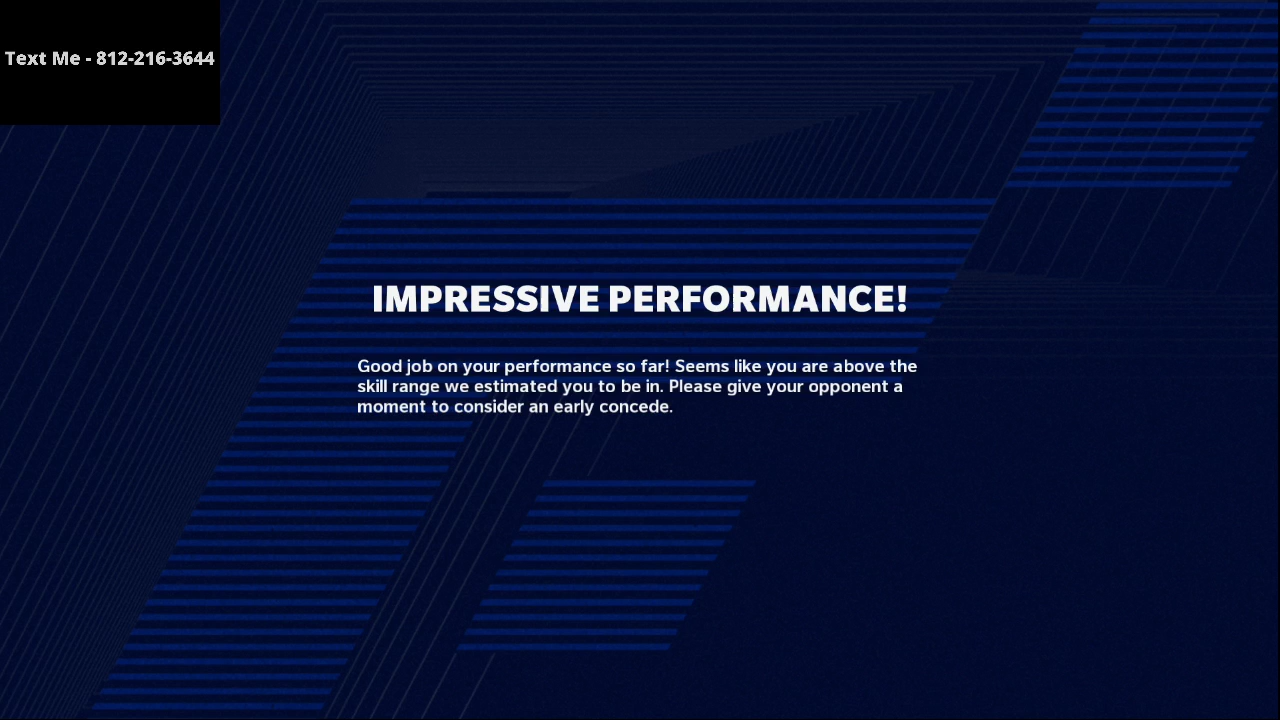 Text Me - 812-216-3644
IMPRESSIVE PERFORMANCE!
Good job on your performance so far! Seems like you are above the
skill range we estimated you to be in. Please give your opponent a
moment to consider an early concede.